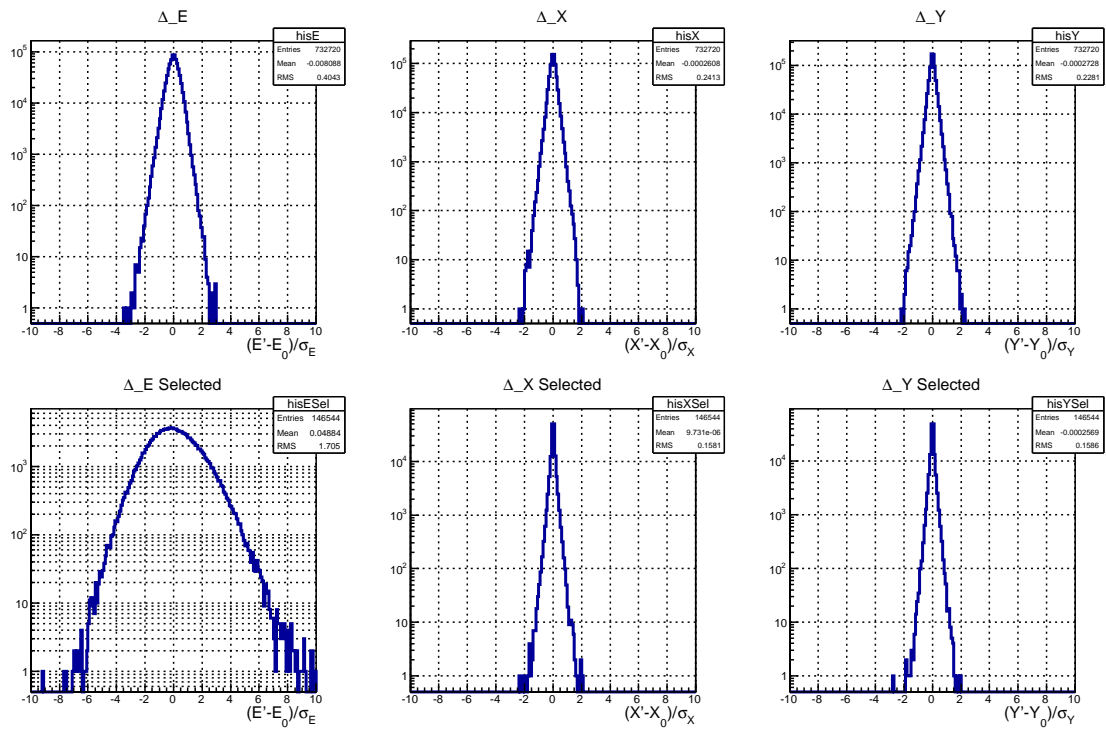 Δ_E
hisE
Entries 732720
Mean -0.008088
RMS 0.4043
10^5
10^4
10^3
10^2
10
1
-10 -8 -6 -4 -2 0 2 4 6 8 10
(E'-E_0)/σ_E
Δ_X
hisX
Entries 732720
Mean -0.0002608
RMS 0.2413
10^5
10^4
10^3
10^2
10
1
-10 -8 -6 -4 -2 0 2 4 6 8 10
(X'-X_0)/σ_X
Δ_Y
hisY
Entries 732720
Mean -0.0002728
RMS 0.2281
10^5
10^4
10^3
10^2
10
1
-10 -8 -6 -4 -2 0 2 4 6 8 10
(Y'-Y_0)/σ_Y
Δ_E Selected
hisESel
Entries 146544
Mean 0.04884
RMS 1.705
10^3
10^2
10
1
-10 -8 -6 -4 -2 0 2 4 6 8 10
(E'-E_0)/σ_E
Δ_X Selected
hisXSel
Entries 146544
Mean 9.731e-06
RMS 0.1581
10^4
10^3
10^2
10
1
-10 -8 -6 -4 -2 0 2 4 6 8 10
(X'-X_0)/σ_X
Δ_Y Selected
hisYSel
Entries 146544
Mean -0.0002569
RMS 0.1586
10^4
10^3
10^2
10
1
-10 -8 -6 -4 -2 0 2 4 6 8 10
(Y'-Y_0)/σ_Y